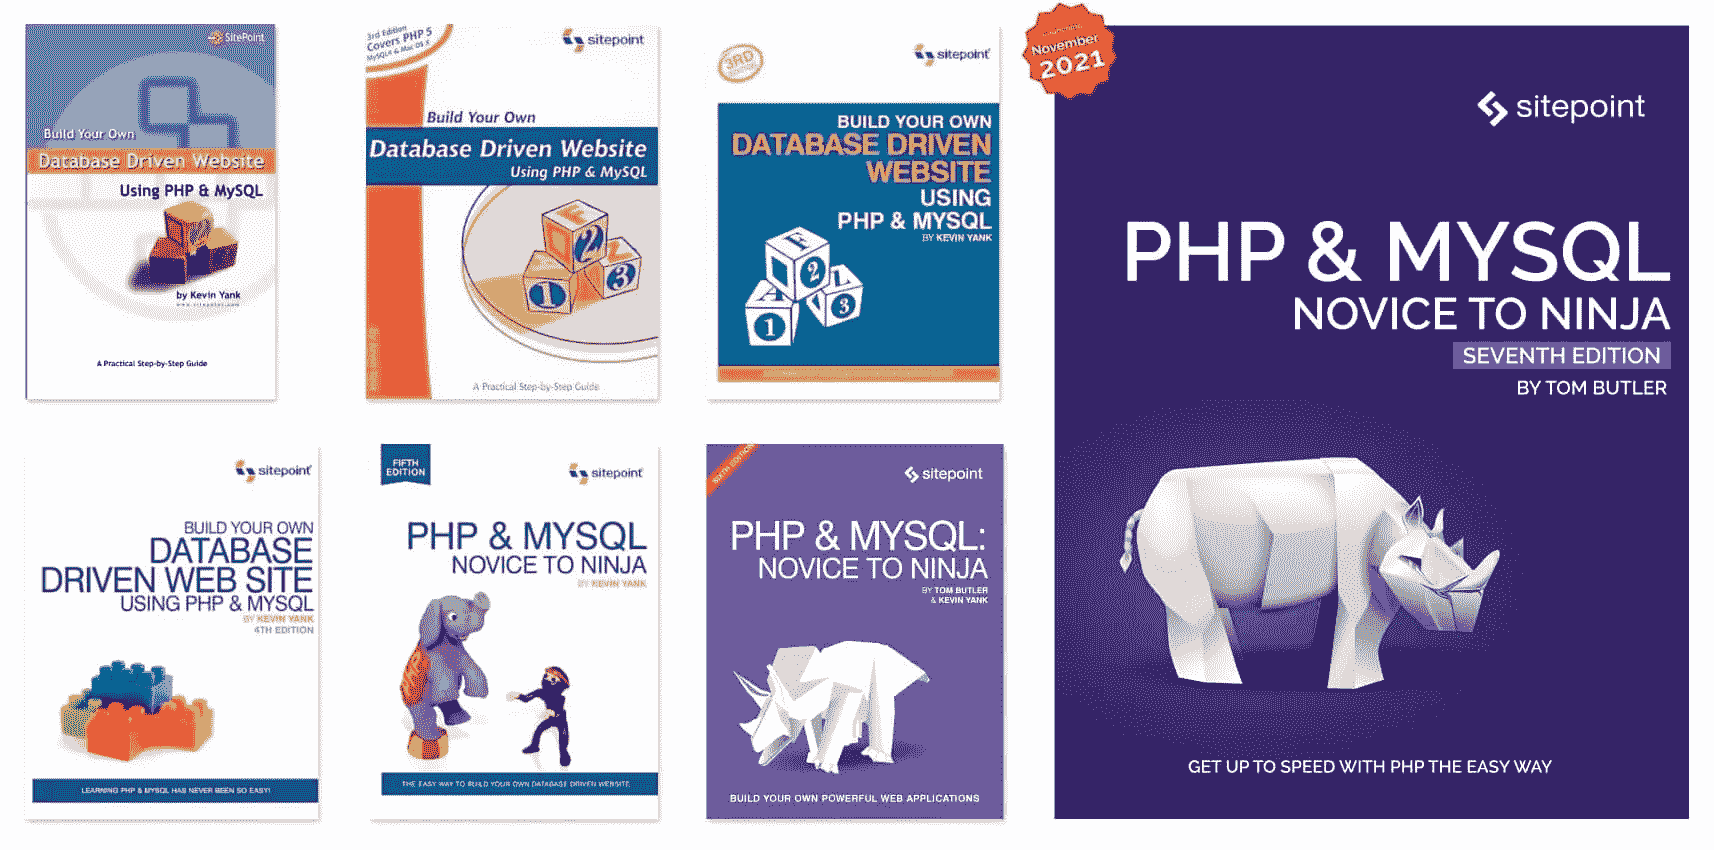 SitePoint
Build Your Own
Database Driven Website
Using PHP & MySQL
by Kevin Yank
A Practical Step-by-Step Guide
3rd Edition
Covers PHP 5
MySQL4 & Mac OS X
sitepoint
Build Your Own
Database Driven Website
Using PHP & MySQL
A Practical Step-by-Step Guide
3RD
EDITION
sitepoint
BUILD YOUR OWN
DATABASE DRIVEN
WEBSITE
USING
PHP & MYSQL
BY KEVIN YANK
November
2021
sitepoint
PHP & MYSQL
NOVICE TO NINJA
SEVENTH EDITION
BY TOM BUTLER
GET UP TO SPEED WITH PHP THE EASY WAY
sitepoint
BUILD YOUR OWN
DATABASE
DRIVEN WEB SITE
USING PHP & MYSQL
BY KEVIN YANK
4TH EDITION
LEARNING PHP & MYSQL HAS NEVER BEEN SO EASY!
FIFTH
EDITION
sitepoint
PHP & MYSQL
NOVICE TO NINJA
BY KEVIN YANK
THE EASY WAY TO BUILD YOUR OWN DATABASE DRIVEN WEBSITE
SIXTH EDITION
sitepoint
PHP & MYSQL:
NOVICE TO NINJA
BY TOM BUTLER
& KEVIN YANK
BUILD YOUR OWN POWERFUL WEB APPLICATIONS